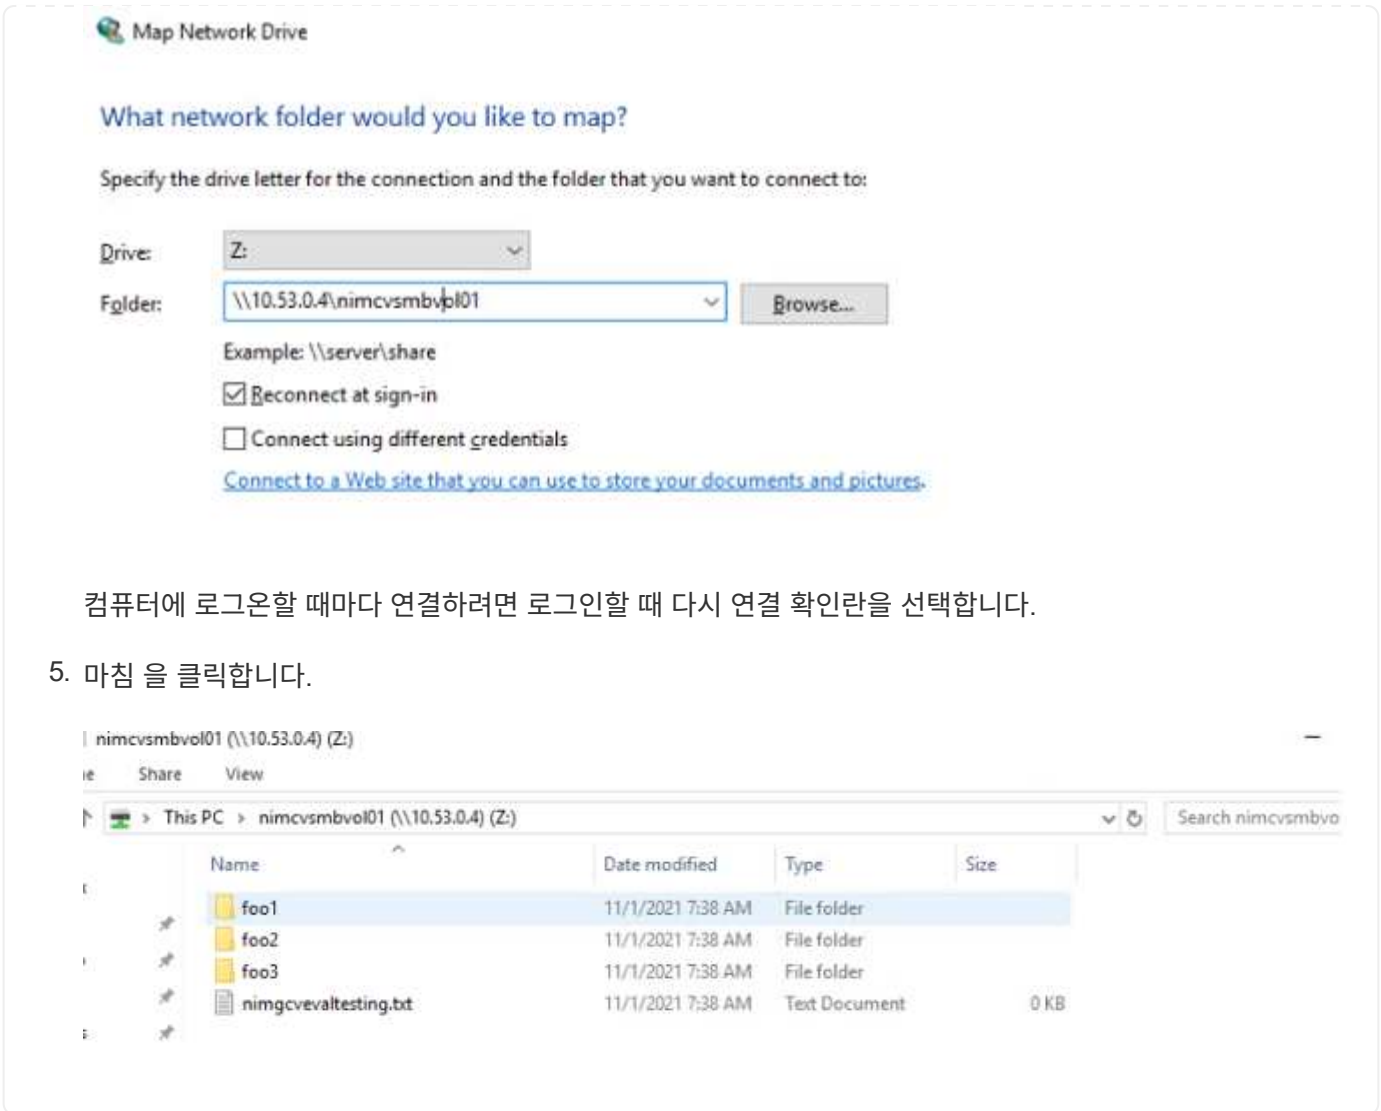 Map Network Drive
What network folder would you like to map?
Specify the drive letter for the connection and the folder that you want to connect to:
Drive: Z:
Folder: \\10.53.0.4\nimcvsmbvol01 Browse...
Example: \\server\share
Reconnect at sign-in
Connect using different credentials
Connect to a Web site that you can use to store your documents and pictures.
컴퓨터에 로그온할 때마다 연결하려면 로그인할 때 다시 연결 확인란을 선택합니다.
5. 마침 을 클릭합니다.
nimcvsmbvol01 (\\10.53.0.4) (Z:)
Share View
This PC > nimcvsmbvol01 (\\10.53.0.4) (Z:) Search nimcvsmbvo
Name Date modified Type Size
foo1 11/1/2021 7:38 AM File folder
foo2 11/1/2021 7:38 AM File folder
foo3 11/1/2021 7:38 AM File folder
nimgcvevaltesting.txt 11/1/2021 7:38 AM Text Document 0 KB